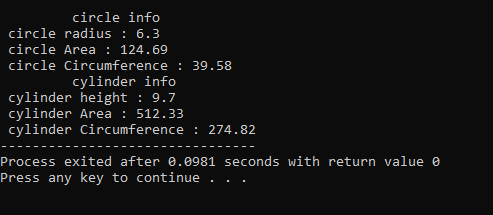 circle info
circle radius : 6.3
circle Area : 124.69
circle Circumference : 39.58
cylinder info
cylinder height : 9.7
cylinder Area : 512.33
cylinder Circumference : 274.82
--------------------------------
Process exited after 0.0981 seconds with return value 0
Press any key to continue . . .